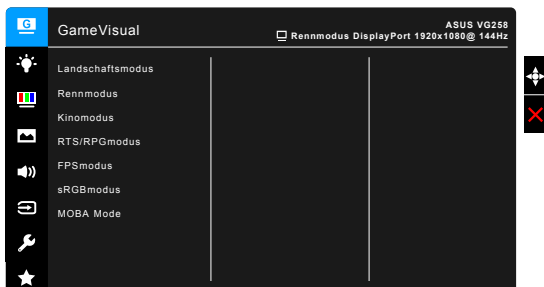 G
GameVisual
ASUS VG258
Rennmodus DisplayPort 1920x1080@ 144Hz
Landschaftsmodus
Rennmodus
Kinomodus
RTS/RPGmodus
FPSmodus
sRGBmodus
MOBA Mode